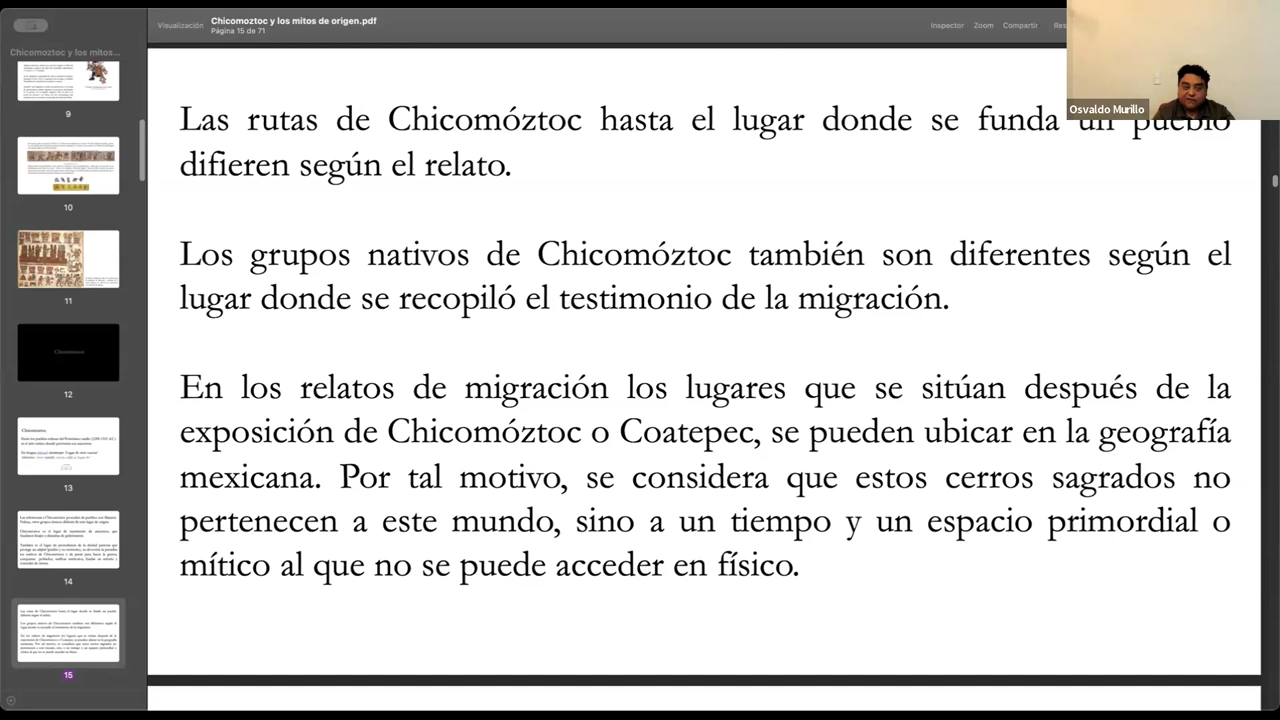 Visualización
Chicomoztoc y los mitos de origen.pdf
Página 15 de 71
Inspector
Zoom
Compartir
Chicomoztoc y los mitos...
9
10
11
Chicomoztoc
12
13
14
15
Osvaldo Murillo
Las rutas de Chicomóztoc hasta el lugar donde se funda un pueblo
difieren según el relato.
Los grupos nativos de Chicomóztoc también son diferentes según el
lugar donde se recopiló el testimonio de la migración.
En los relatos de migración los lugares que se sitúan después de la
exposición de Chicomóztoc o Coatepec, se pueden ubicar en la geografía
mexicana. Por tal motivo, se considera que estos cerros sagrados no
pertenecen a este mundo, sino a un tiempo y un espacio primordial o
mítico al que no se puede acceder en físico.